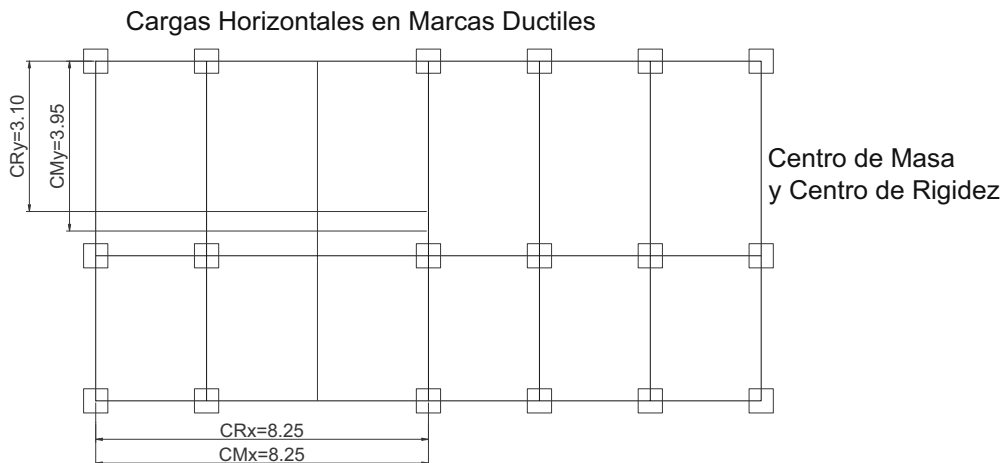 Cargas Horizontales en Marcas Ductiles
CRy=3.10
CMy=3.95
Centro de Masa
y Centro de Rigidez
CRx=8.25
CMx=8.25